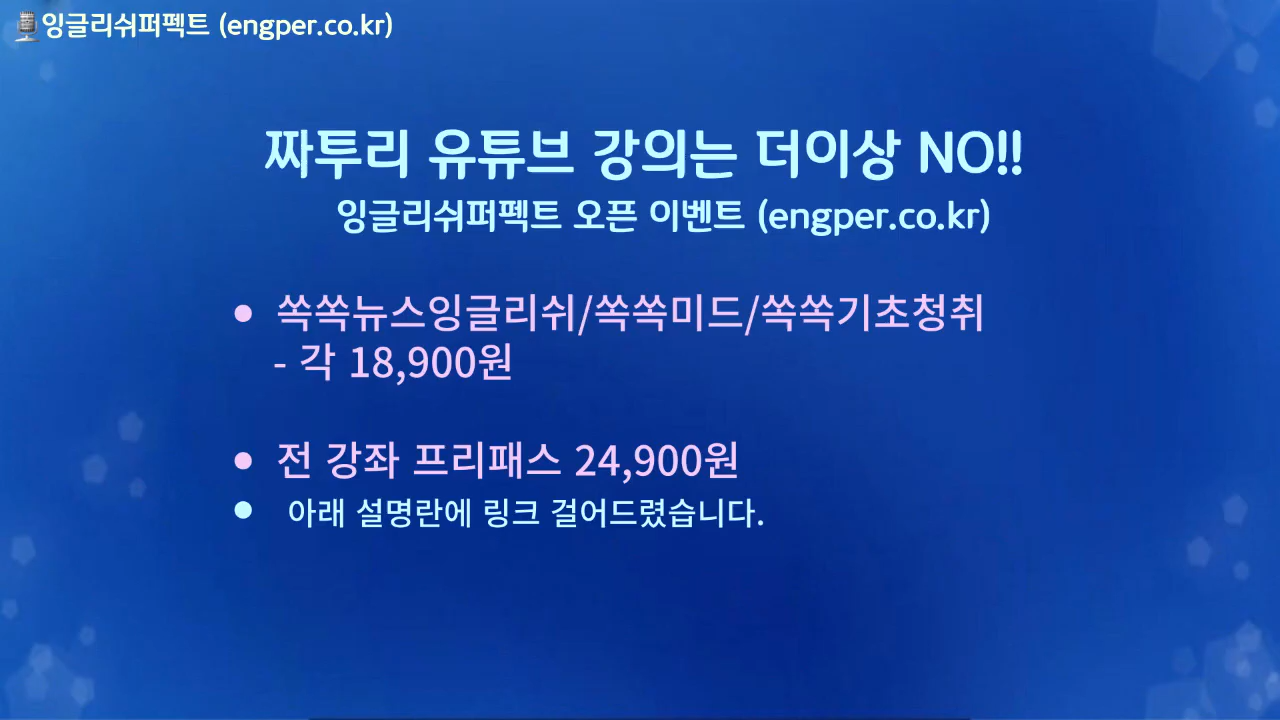 잉글리쉬퍼펙트 (engper.co.kr)
짜투리 유튜브 강의는 더이상 NO!!
잉글리쉬퍼펙트 오픈 이벤트 (engper.co.kr)
● 쏙쏙뉴스잉글리쉬/쏙쏙미드/쏙쏙기초청취
- 각 18,900원
● 전 강좌 프리패스 24,900원
● 아래 설명란에 링크 걸어드렸습니다.